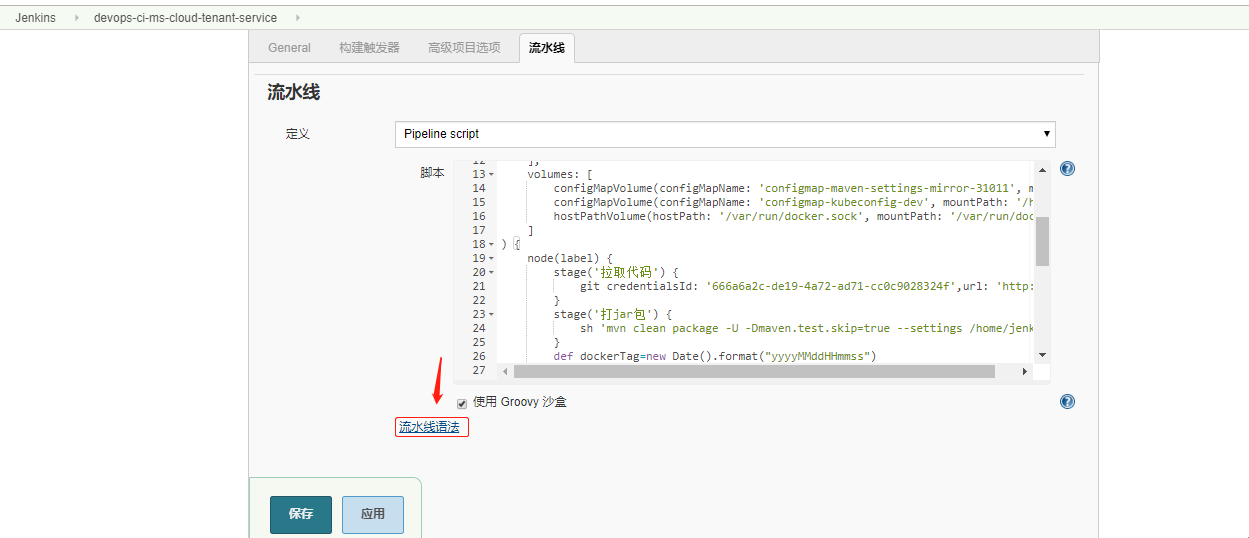 Jenkins devops-ci-ms-cloud-tenant-service
General 构建触发器 高级项目选项 流水线
流水线
定义 Pipeline script
脚本
12 ],
13 volumes: [
14 configMapVolume(configMapName: 'configmap-maven-settings-mirror-31011', m
15 configMapVolume(configMapName: 'configmap-kubeconfig-dev', mountPath: '/h
16 hostPathVolume(hostPath: '/var/run/docker.sock', mountPath: '/var/run/doc
17 ]
18 ) {
19 node(label) {
20 stage('拉取代码') {
21 git credentialsId: '666a6a2c-de19-4a72-ad71-cc0c9028324f',url: 'http:
22 }
23 stage('打jar包') {
24 sh 'mvn clean package -U -Dmaven.test.skip=true --settings /home/jenk
25 }
26 def dockerTag=new Date().format("yyyyMMddHHmmss")
27
使用 Groovy 沙盒
流水线语法
保存 应用